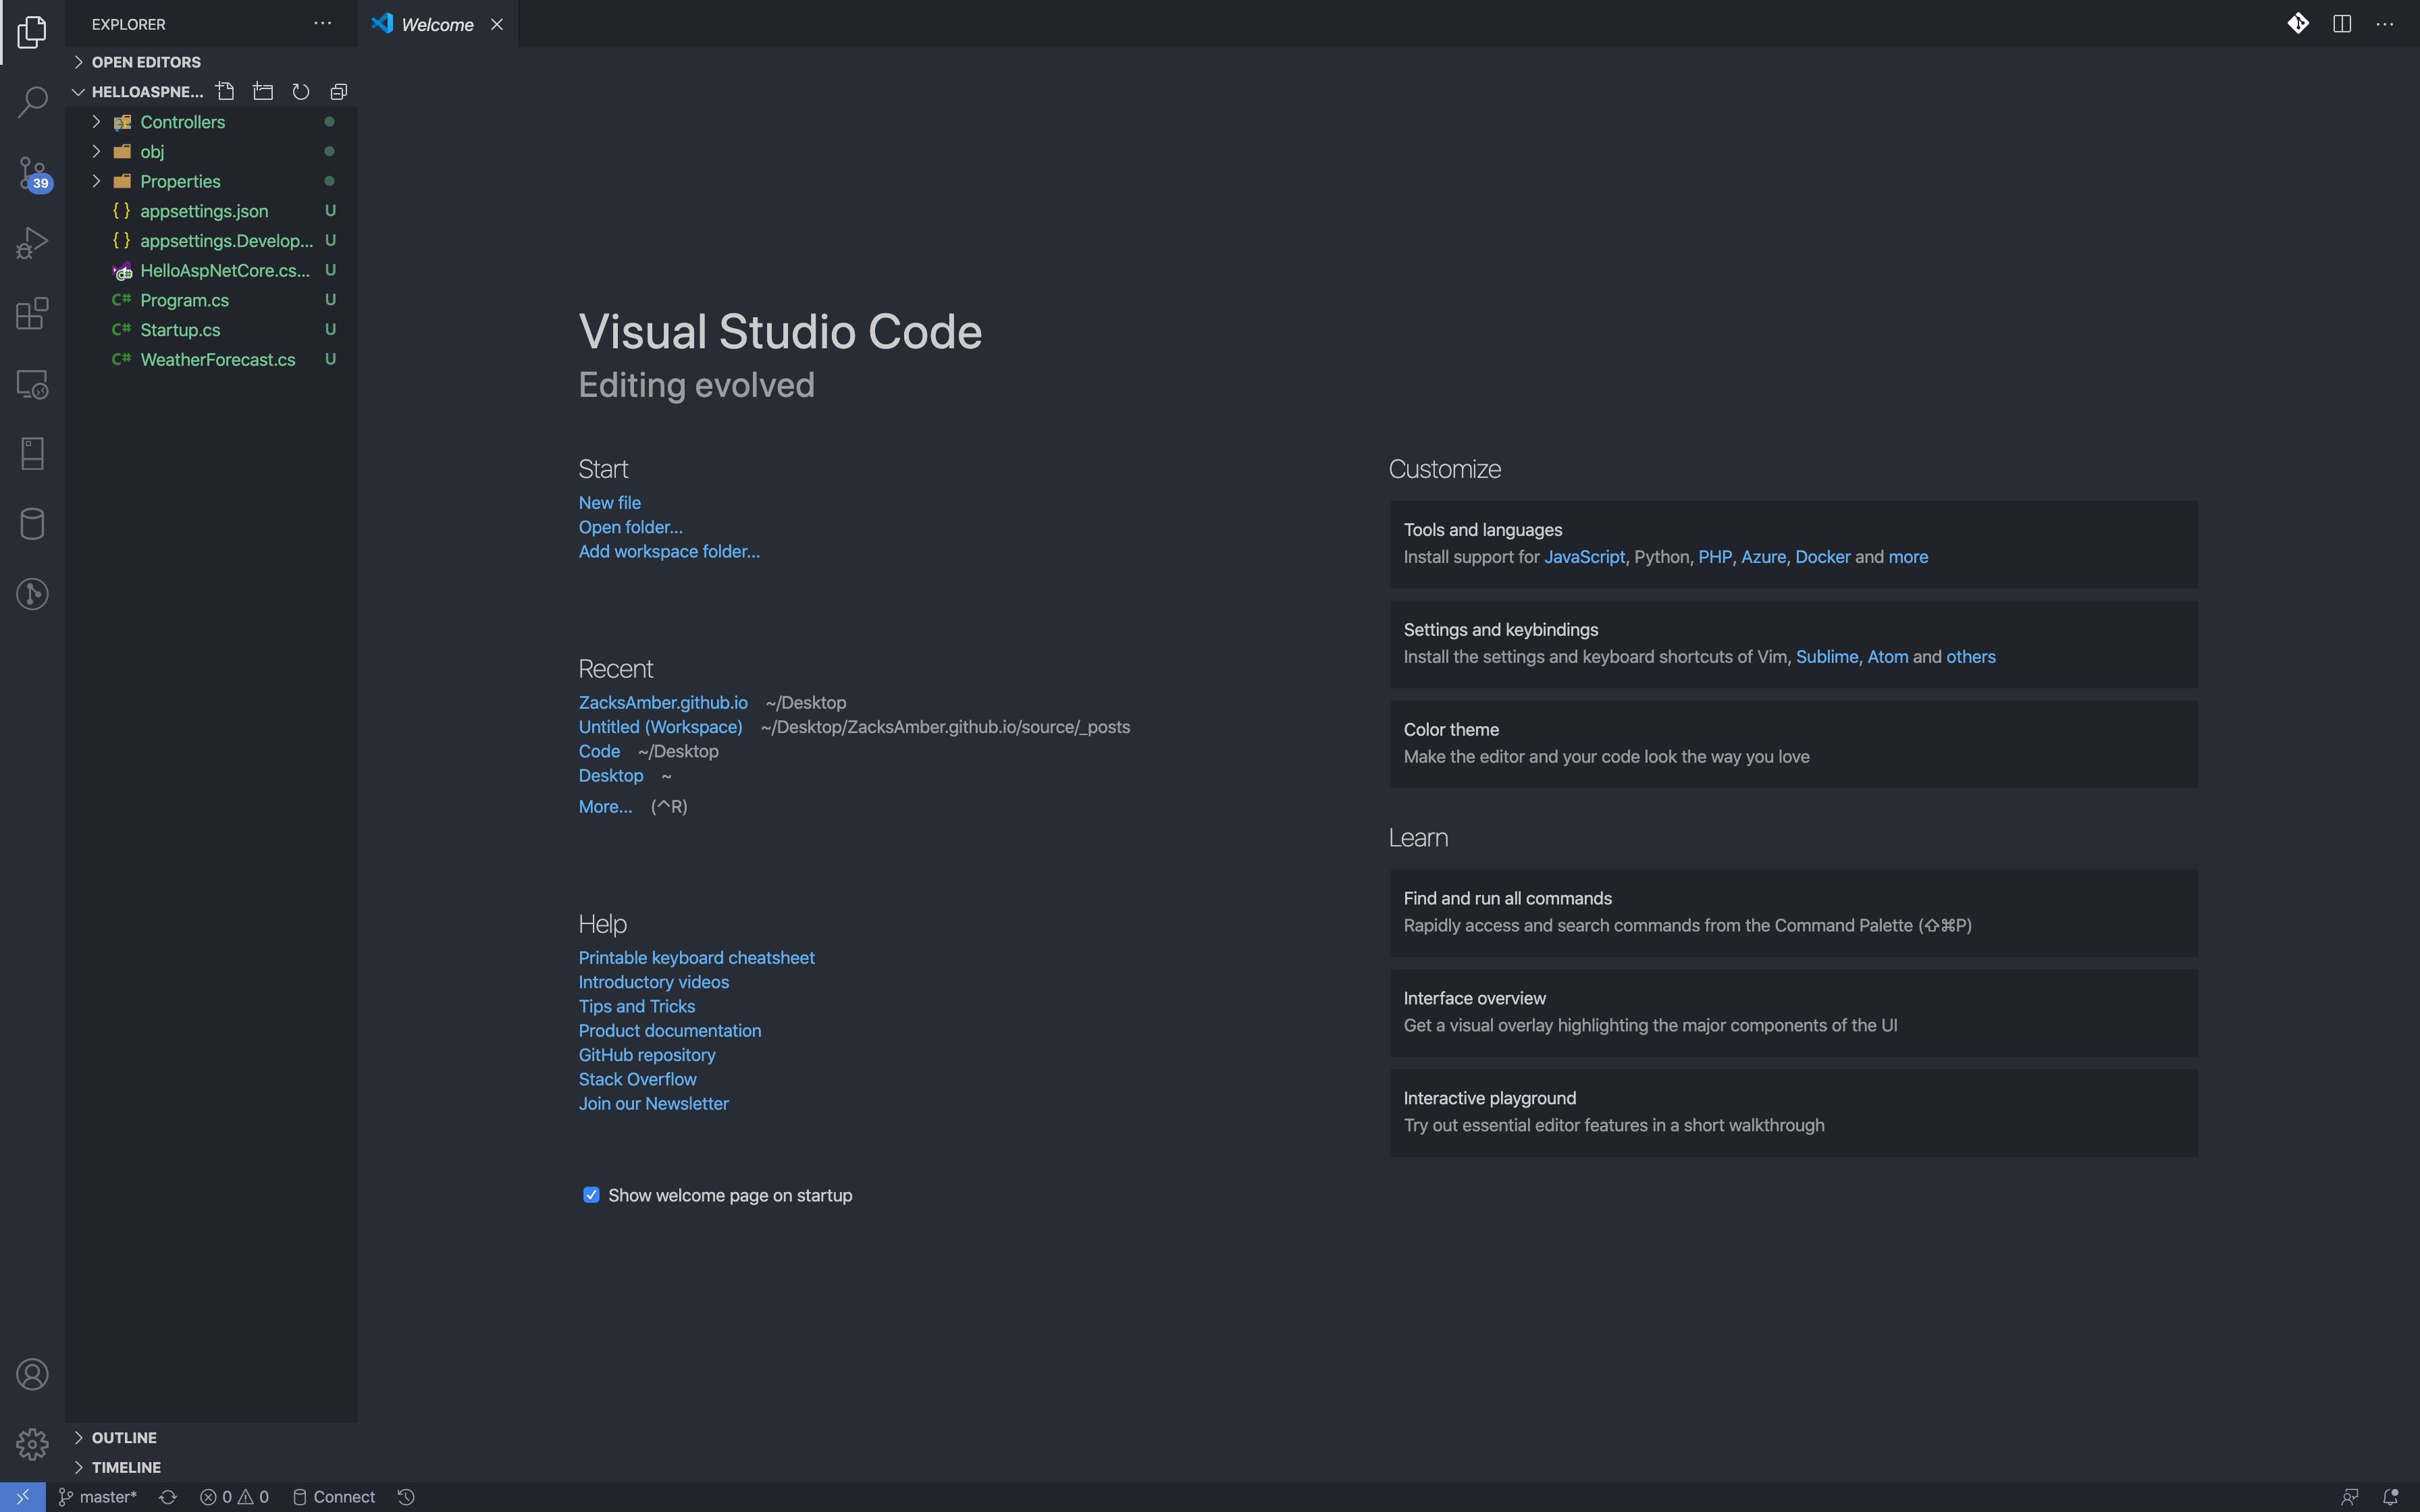 EXPLORER
Welcome
OPEN EDITORS
HELLOASPNE...
Controllers
obj
Properties
{ } appsettings.json U
{ } appsettings.Develop... U
HelloAspNetCore.cs... U
C# Program.cs U
C# Startup.cs U
C# WeatherForecast.cs U
39
OUTLINE
TIMELINE
Visual Studio Code
Editing evolved
Start
New file
Open folder...
Add workspace folder...
Recent
ZacksAmber.github.io ~/Desktop
Untitled (Workspace) ~/Desktop/ZacksAmber.github.io/source/_posts
Code ~/Desktop
Desktop ~
More... (^R)
Help
Printable keyboard cheatsheet
Introductory videos
Tips and Tricks
Product documentation
GitHub repository
Stack Overflow
Join our Newsletter
Show welcome page on startup
Customize
Tools and languages
Install support for JavaScript, Python, PHP, Azure, Docker and more
Settings and keybindings
Install the settings and keyboard shortcuts of Vim, Sublime, Atom and others
Color theme
Make the editor and your code look the way you love
Learn
Find and run all commands
Rapidly access and search commands from the Command Palette (⇧⌘P)
Interface overview
Get a visual overlay highlighting the major components of the UI
Interactive playground
Try out essential editor features in a short walkthrough
master* 0 0 Connect